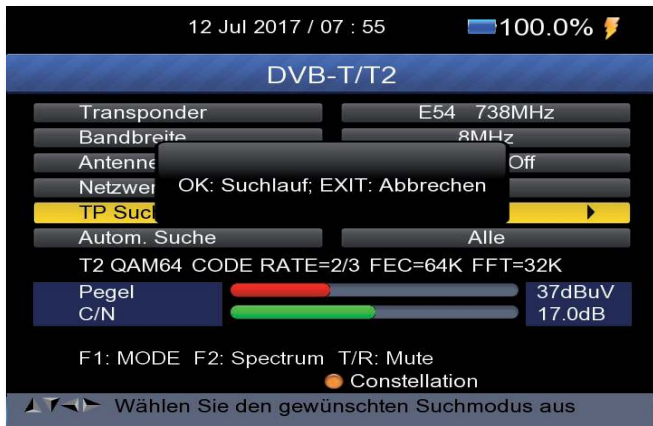 12 Jul 2017 / 07 : 55 100.0%
DVB-T/T2
Transponder E54 738MHz
Bandbreite 8MHz
Antenne Off
OK: Suchlauf; EXIT: Abbrechen
Autom. Suche Alle
T2 QAM64 CODE RATE=2/3 FEC=64K FFT=32K
Pegel 37dBuV
C/N 17.0dB
F1: MODE F2: Spectrum T/R: Mute
Constellation
Wählen Sie den gewünschten Suchmodus aus